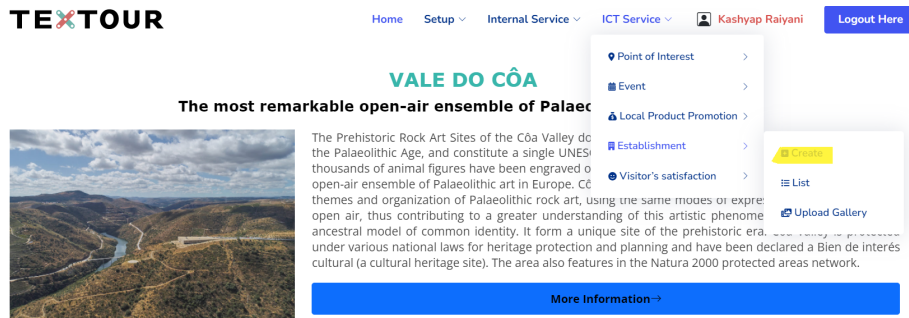 TEXTOUR
Home Setup Internal Service ICT Service Kashyap Raiyani Logout Here
VALE DO CÔA
The most remarkable open-air ensemble of Palaeo
Point of Interest
Event
Local Product Promotion
Establishment
Visitor's satisfaction
Create
List
Upload Gallery
The Prehistoric Rock Art Sites of the Côa Valley
the Palaeolithic Age, and constitute a single UNES
thousands of animal figures have been engraved
open-air ensemble of Palaeolithic art in Europe.
themes and organization of Palaeolithic rock art, using the same modes of
open air, thus contributing to a greater understanding of this artistic
ancestral model of common identity. It form a unique site of the prehistoric era. Coa Valley is protected
under various national laws for heritage protection and planning and have been declared a Bien de interés
cultural (a cultural heritage site). The area also features in the Natura 2000 protected areas network.
More Information→